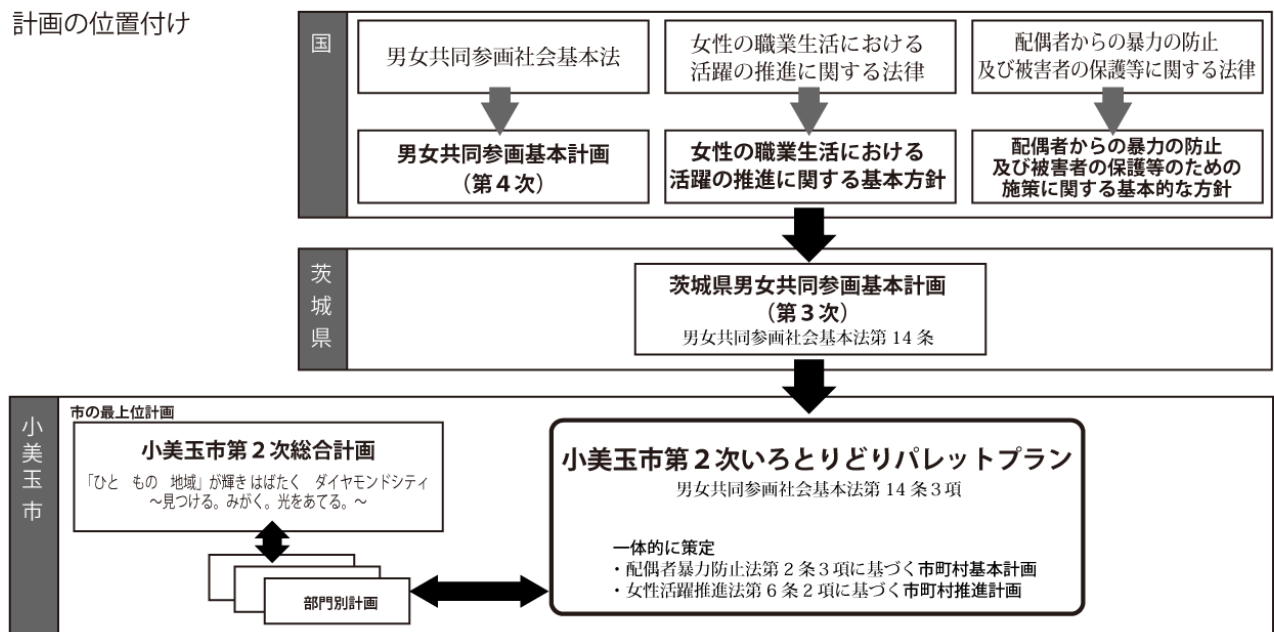 計画の位置付け
国
男女共同参画社会基本法
女性の職業生活における
活躍の推進に関する法律
配偶者からの暴力の防止
及び被害者の保護等に関する法律
男女共同参画基本計画
（第４次）
女性の職業生活における
活躍の推進に関する基本方針
配偶者からの暴力の防止
及び被害者の保護等のための
施策に関する基本的な方針
茨城県
茨城県男女共同参画基本計画
（第３次）
男女共同参画社会基本法第 14 条
小美玉市
市の最上位計画
小美玉市第２次総合計画
「ひと　もの　地域」が輝き はばたく　ダイヤモンドシティ
～見つける。みがく。光をあてる。～
部門別計画
小美玉市第２次いろとりどりパレットプラン
男女共同参画社会基本法第 14 条３項
一体的に策定
・配偶者暴力防止法第 2 条 3 項に基づく市町村基本計画
・女性活躍推進法第 6 条 2 項に基づく市町村推進計画